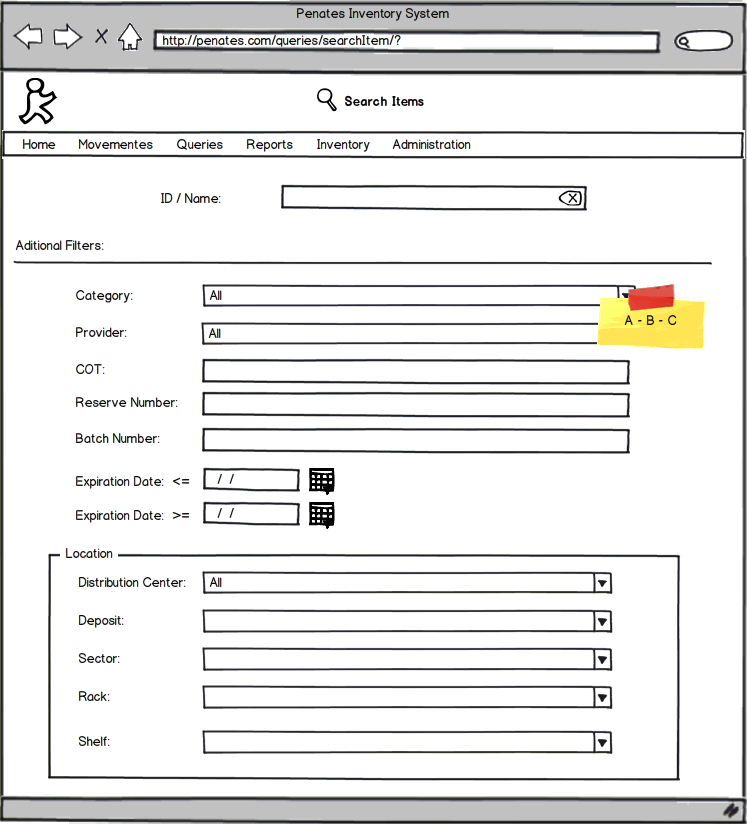 Penates Inventory System
http://penates.com/queries/searchItem/?
Search Items
Home Movementes Queries Reports Inventory Administration
ID / Name:
Aditional Filters:
Category: All
A - B - C
Provider: All
COT:
Reserve Number:
Batch Number:
Expiration Date: <= / /
Expiration Date: >= / /
Location
Distribution Center: All
Deposit:
Sector:
Rack:
Shelf: